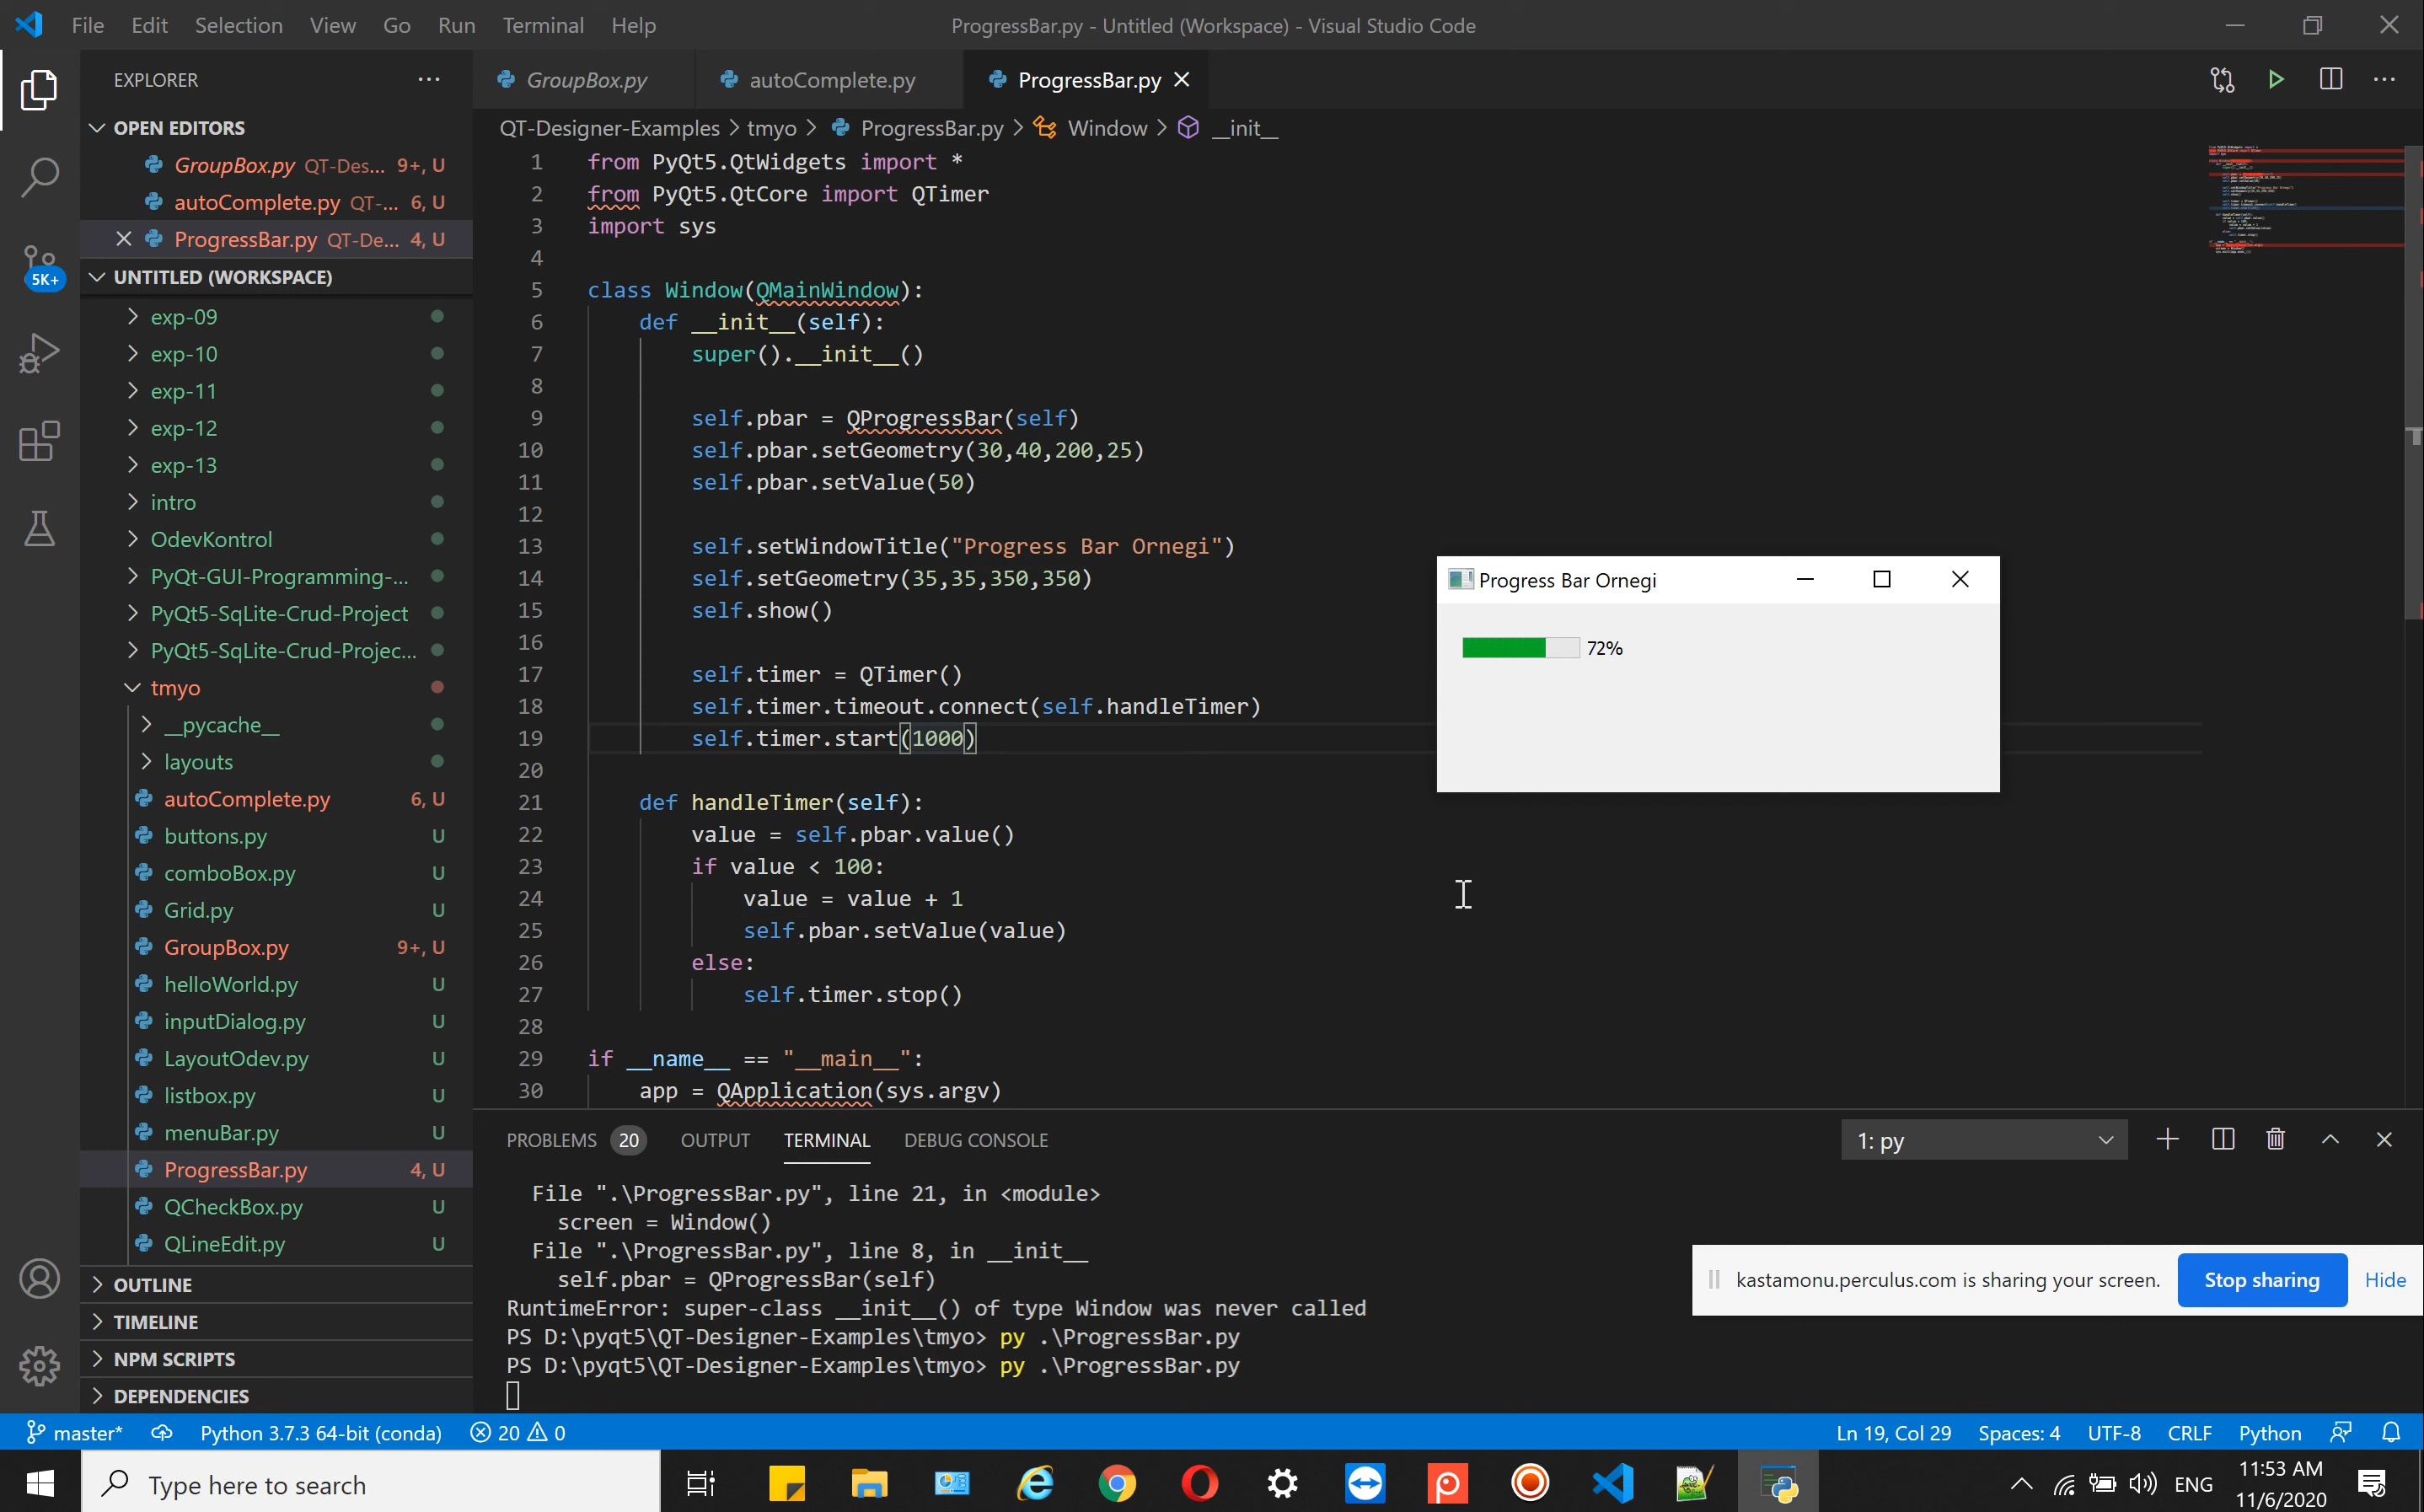 File Edit Selection View Go Run Terminal Help
ProgressBar.py - Untitled (Workspace) - Visual Studio Code
EXPLORER
OPEN EDITORS
GroupBox.py QT-Des... 9+, U
autoComplete.py QT-... 6, U
ProgressBar.py QT-De... 4, U
UNTITLED (WORKSPACE)
exp-09
exp-10
exp-11
exp-12
exp-13
intro
OdevKontrol
PyQt-GUI-Programming-...
PyQt5-SqLite-Crud-Project
PyQt5-SqLite-Crud-Projec...
tmyo
__pycache__
layouts
autoComplete.py 6, U
buttons.py U
comboBox.py U
Grid.py U
GroupBox.py 9+, U
helloWorld.py U
inputDialog.py U
LayoutOdev.py U
listbox.py U
menuBar.py U
ProgressBar.py 4, U
QCheckBox.py U
QLineEdit.py U
OUTLINE
TIMELINE
NPM SCRIPTS
DEPENDENCIES
5K+
GroupBox.py autoComplete.py ProgressBar.py
QT-Designer-Examples > tmyo > ProgressBar.py > Window > __init__
1 from PyQt5.QtWidgets import *
2 from PyQt5.QtCore import QTimer
3 import sys
4
5 class Window(QMainWindow):
6 def __init__(self):
7 super().__init__()
8
9 self.pbar = QProgressBar(self)
10 self.pbar.setGeometry(30,40,200,25)
11 self.pbar.setValue(50)
12
13 self.setWindowTitle("Progress Bar Ornegi")
14 self.setGeometry(35,35,350,350)
15 self.show()
16
17 self.timer = QTimer()
18 self.timer.timeout.connect(self.handleTimer)
19 self.timer.start(1000)
20
21 def handleTimer(self):
22 value = self.pbar.value()
23 if value < 100:
24 value = value + 1
25 self.pbar.setValue(value)
26 else:
27 self.timer.stop()
28
29 if __name__ == "__main__":
30 app = QApplication(sys.argv)
Progress Bar Ornegi
72%
PROBLEMS 20 OUTPUT TERMINAL DEBUG CONSOLE
1: py
File ".\ProgressBar.py", line 21, in <module>
screen = Window()
File ".\ProgressBar.py", line 8, in __init__
self.pbar = QProgressBar(self)
RuntimeError: super-class __init__() of type Window was never called
PS D:\pyqt5\QT-Designer-Examples\tmyo> py .\ProgressBar.py
PS D:\pyqt5\QT-Designer-Examples\tmyo> py .\ProgressBar.py
kastamonu.perculus.com is sharing your screen. Stop sharing Hide
master* Python 3.7.3 64-bit (conda) 20 0
Ln 19, Col 29 Spaces: 4 UTF-8 CRLF Python
Type here to search
ENG
11:53 AM
11/6/2020